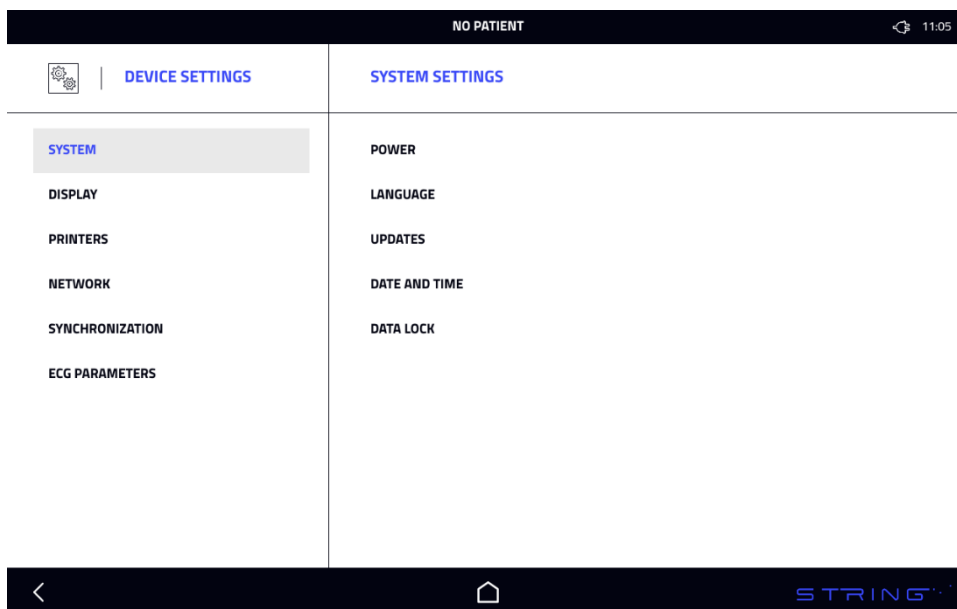 NO PATIENT
11:05
DEVICE SETTINGS
SYSTEM SETTINGS
SYSTEM
DISPLAY
PRINTERS
NETWORK
SYNCHRONIZATION
ECG PARAMETERS
POWER
LANGUAGE
UPDATES
DATE AND TIME
DATA LOCK
STRING